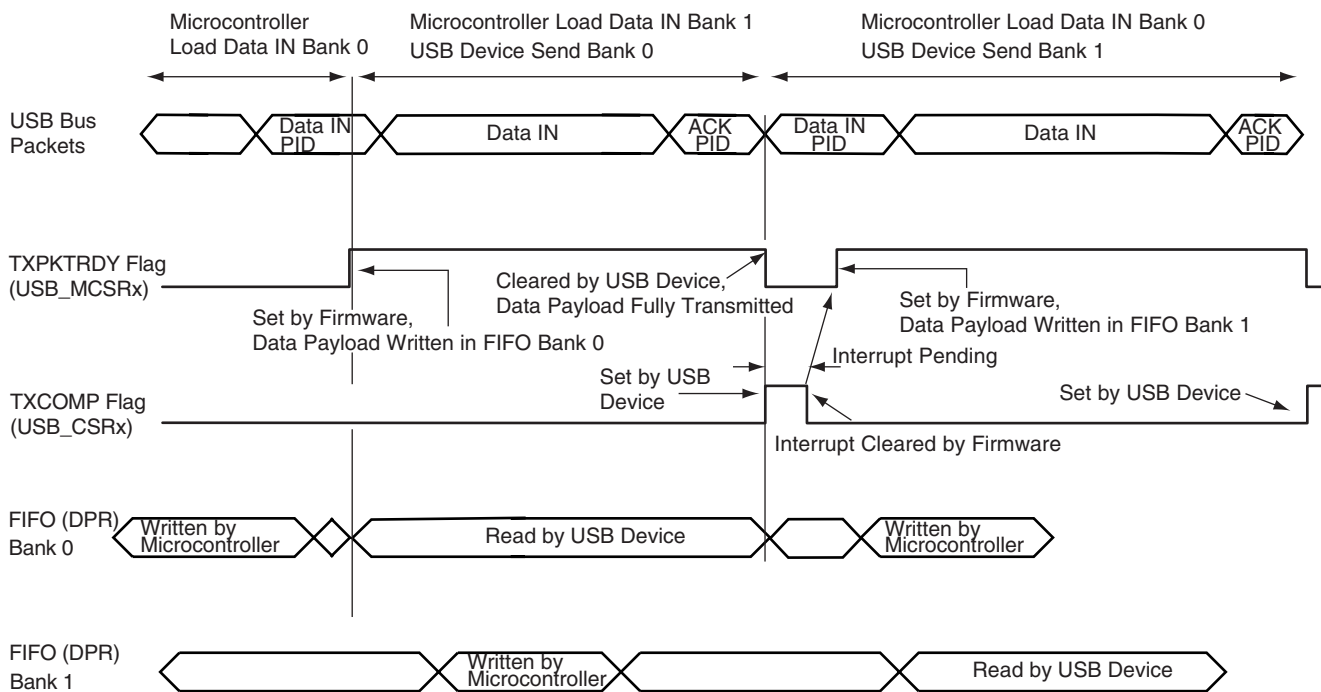 Microcontroller
Load Data IN Bank 0
Microcontroller Load Data IN Bank 1
USB Device Send Bank 0
Microcontroller Load Data IN Bank 0
USB Device Send Bank 1
USB Bus
Packets
Data IN
PID
Data IN
ACK
PID
Data IN
PID
Data IN
ACK
PID
TXPKTRDY Flag
(USB_MCSRx)
Set by Firmware,
Data Payload Written in FIFO Bank 0
Cleared by USB Device,
Data Payload Fully Transmitted
Set by Firmware,
Data Payload Written in FIFO Bank 1
Interrupt Pending
TXCOMP Flag
(USB_CSRx)
Set by USB
Device
Set by USB Device
Interrupt Cleared by Firmware
FIFO (DPR)
Bank 0
Written by
Microcontroller
Read by USB Device
Written by
Microcontroller
FIFO (DPR)
Bank 1
Written by
Microcontroller
Read by USB Device